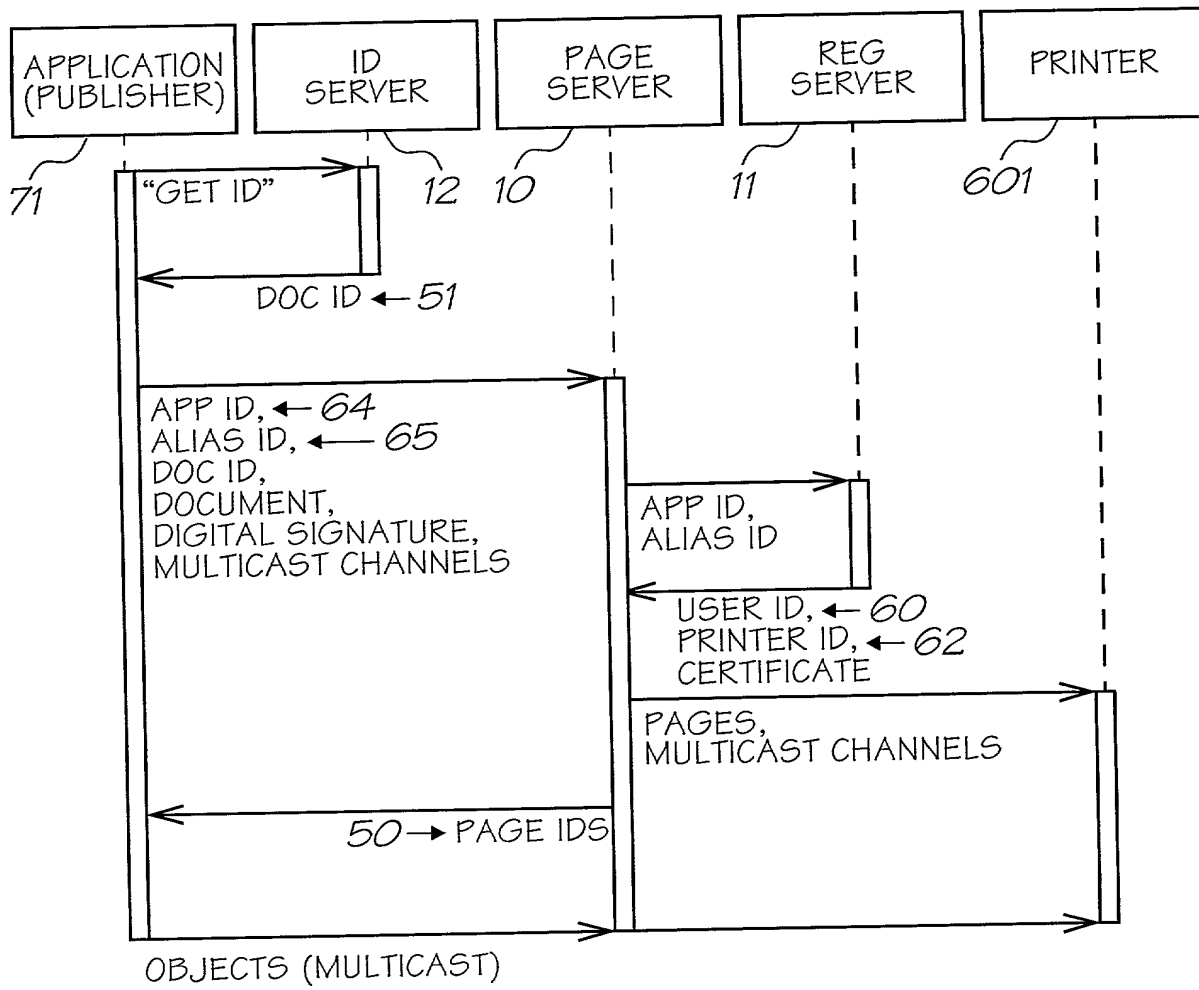 APPLICATION
(PUBLISHER)
ID
SERVER
PAGE
SERVER
REG
SERVER
PRINTER
71
12
10
11
601
"GET ID"
DOC ID ← 51
APP ID, ← 64
ALIAS ID, ← 65
DOC ID,
DOCUMENT,
DIGITAL SIGNATURE,
MULTICAST CHANNELS
APP ID,
ALIAS ID
USER ID, ← 60
PRINTER ID, ← 62
CERTIFICATE
PAGES,
MULTICAST CHANNELS
50 → PAGE IDS
OBJECTS (MULTICAST)